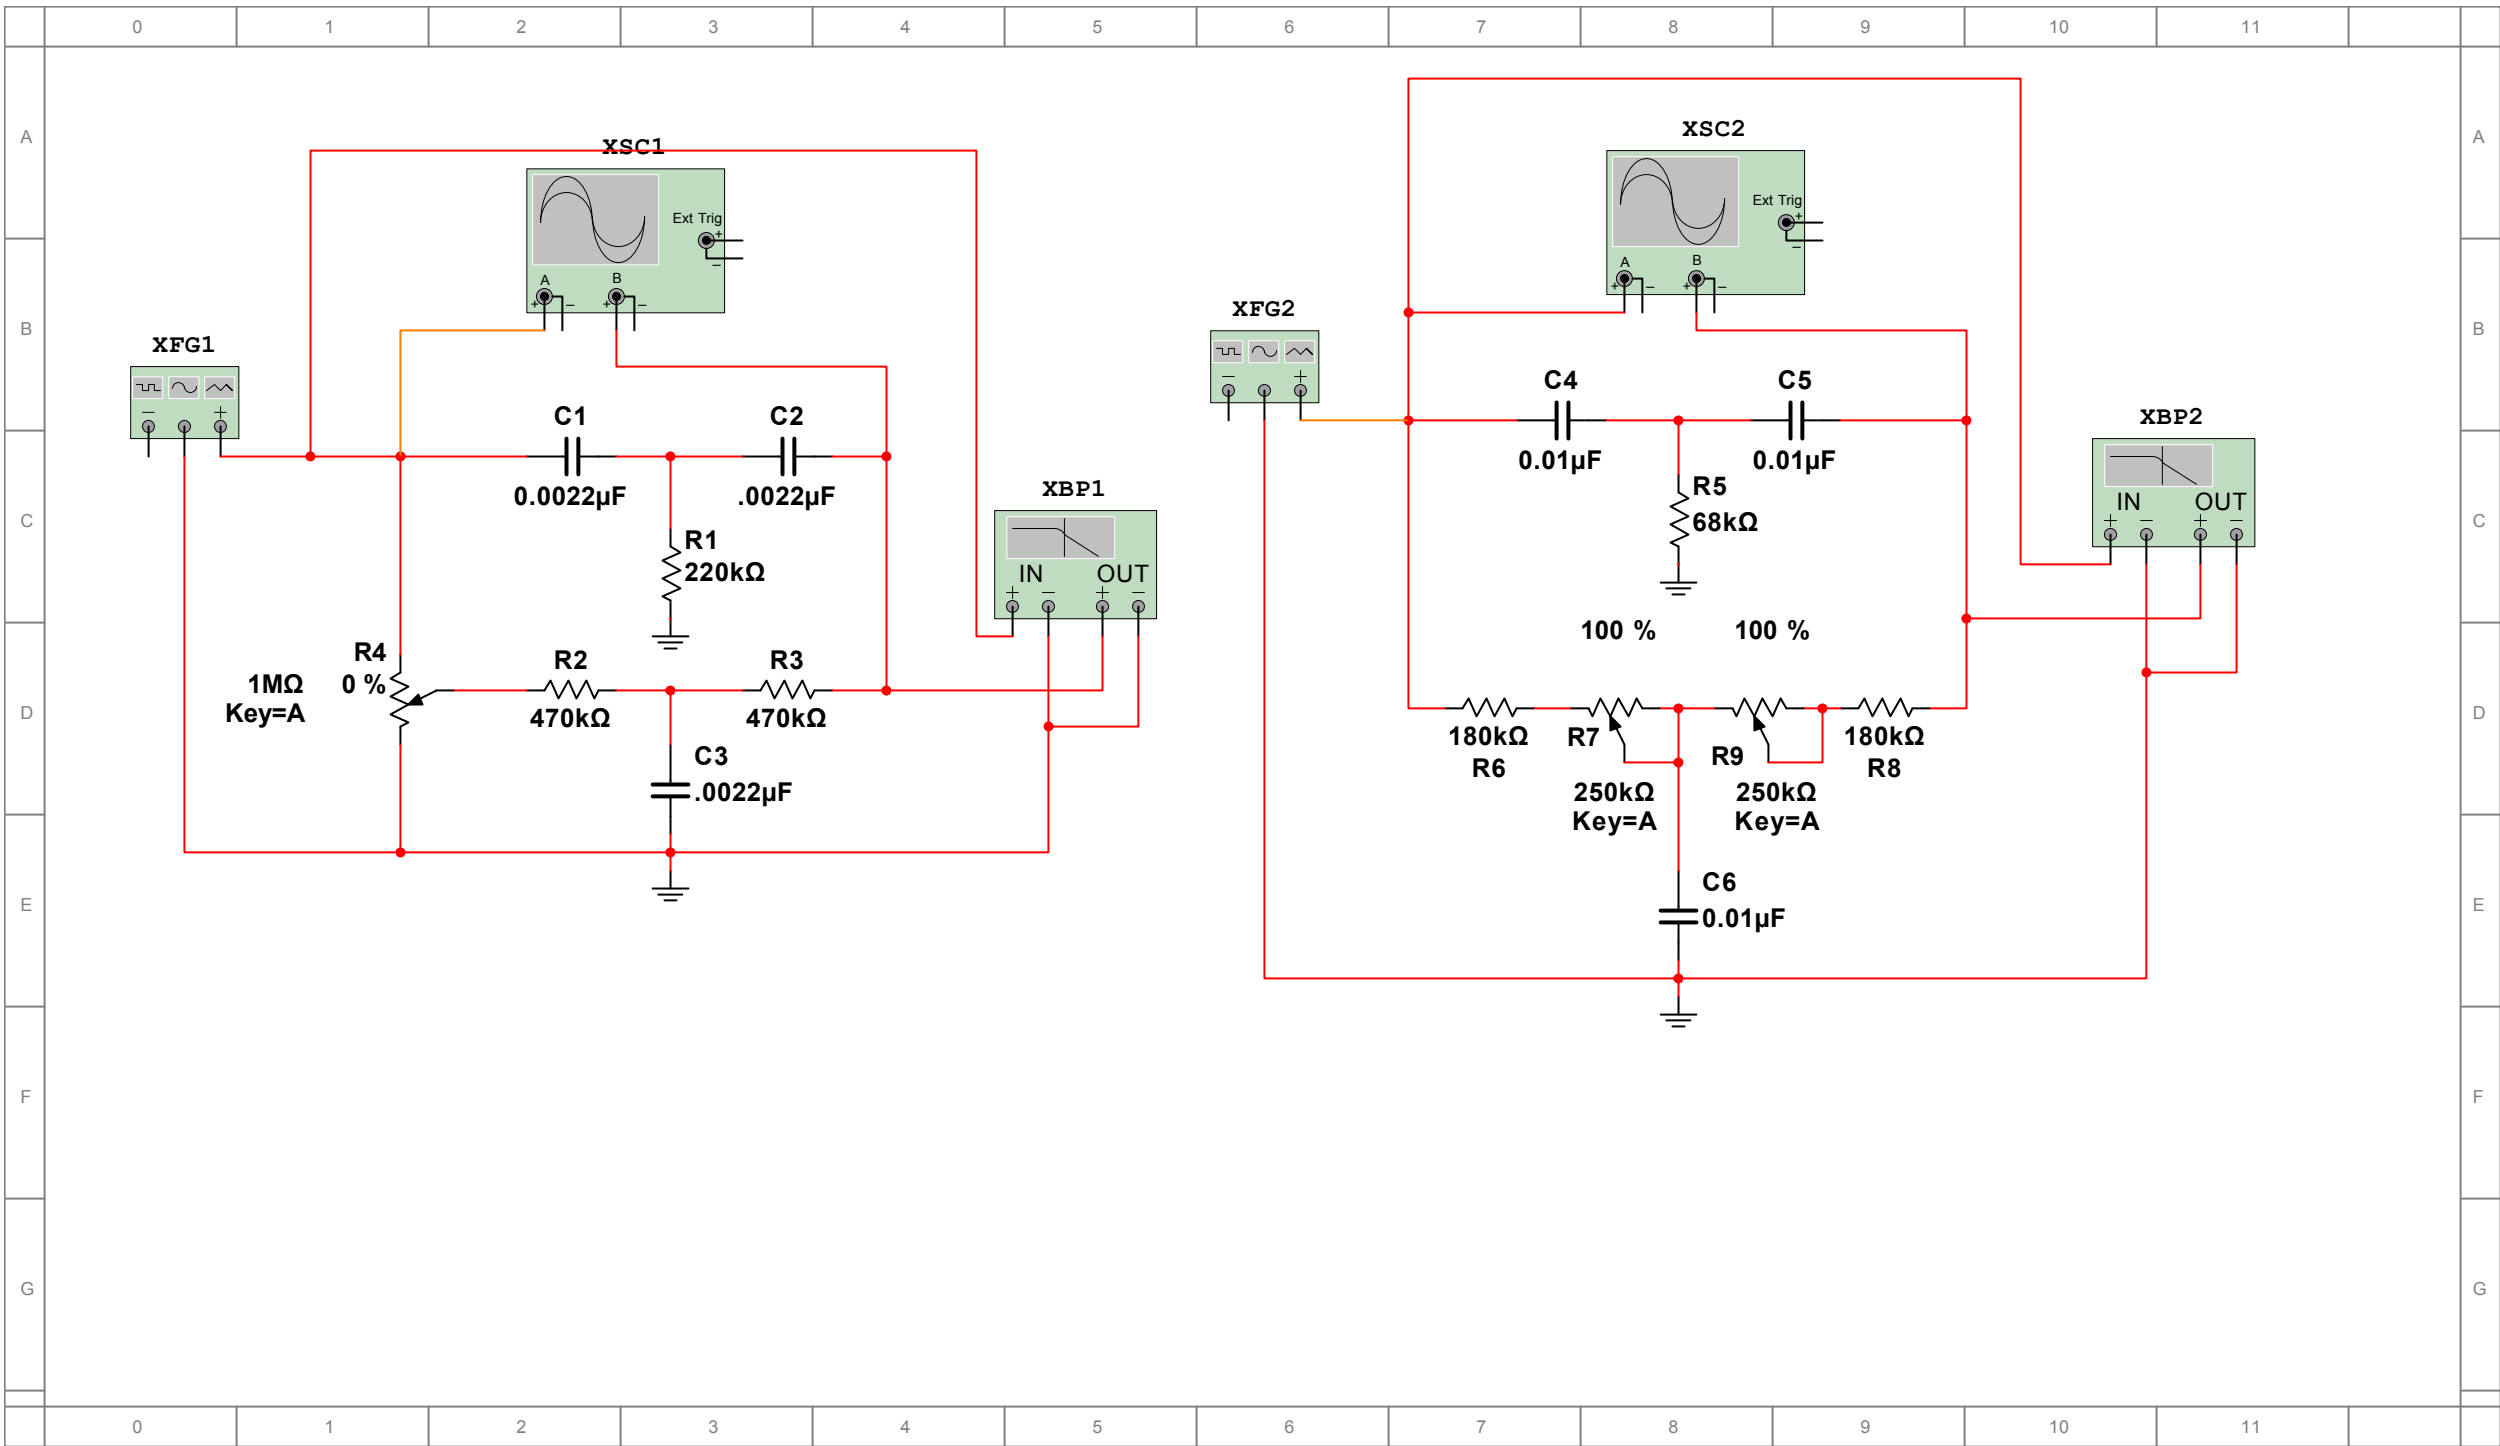 0 1 2 3 4 5 6 7 8 9 10 11
A
A
B
B
C
C
D
D
E
E
F
F
G
G
XSC1
Ext Trig
+
−
A
B
+ − + −
XFG1
− +
C1
0.0022µF
C2
.0022µF
R1
220kΩ
XBP1
IN OUT
+ − + −
R4
0 %
1MΩ
Key=A
R2
470kΩ
R3
470kΩ
C3
.0022µF
XSC2
Ext Trig
+
−
A
B
+ − + −
XFG2
− +
C4
0.01µF
C5
0.01µF
R5
68kΩ
XBP2
IN OUT
+ − + −
100 %
100 %
180kΩ
R6
R7
250kΩ
Key=A
R9
250kΩ
Key=A
180kΩ
R8
C6
0.01µF
0 1 2 3 4 5 6 7 8 9 10 11